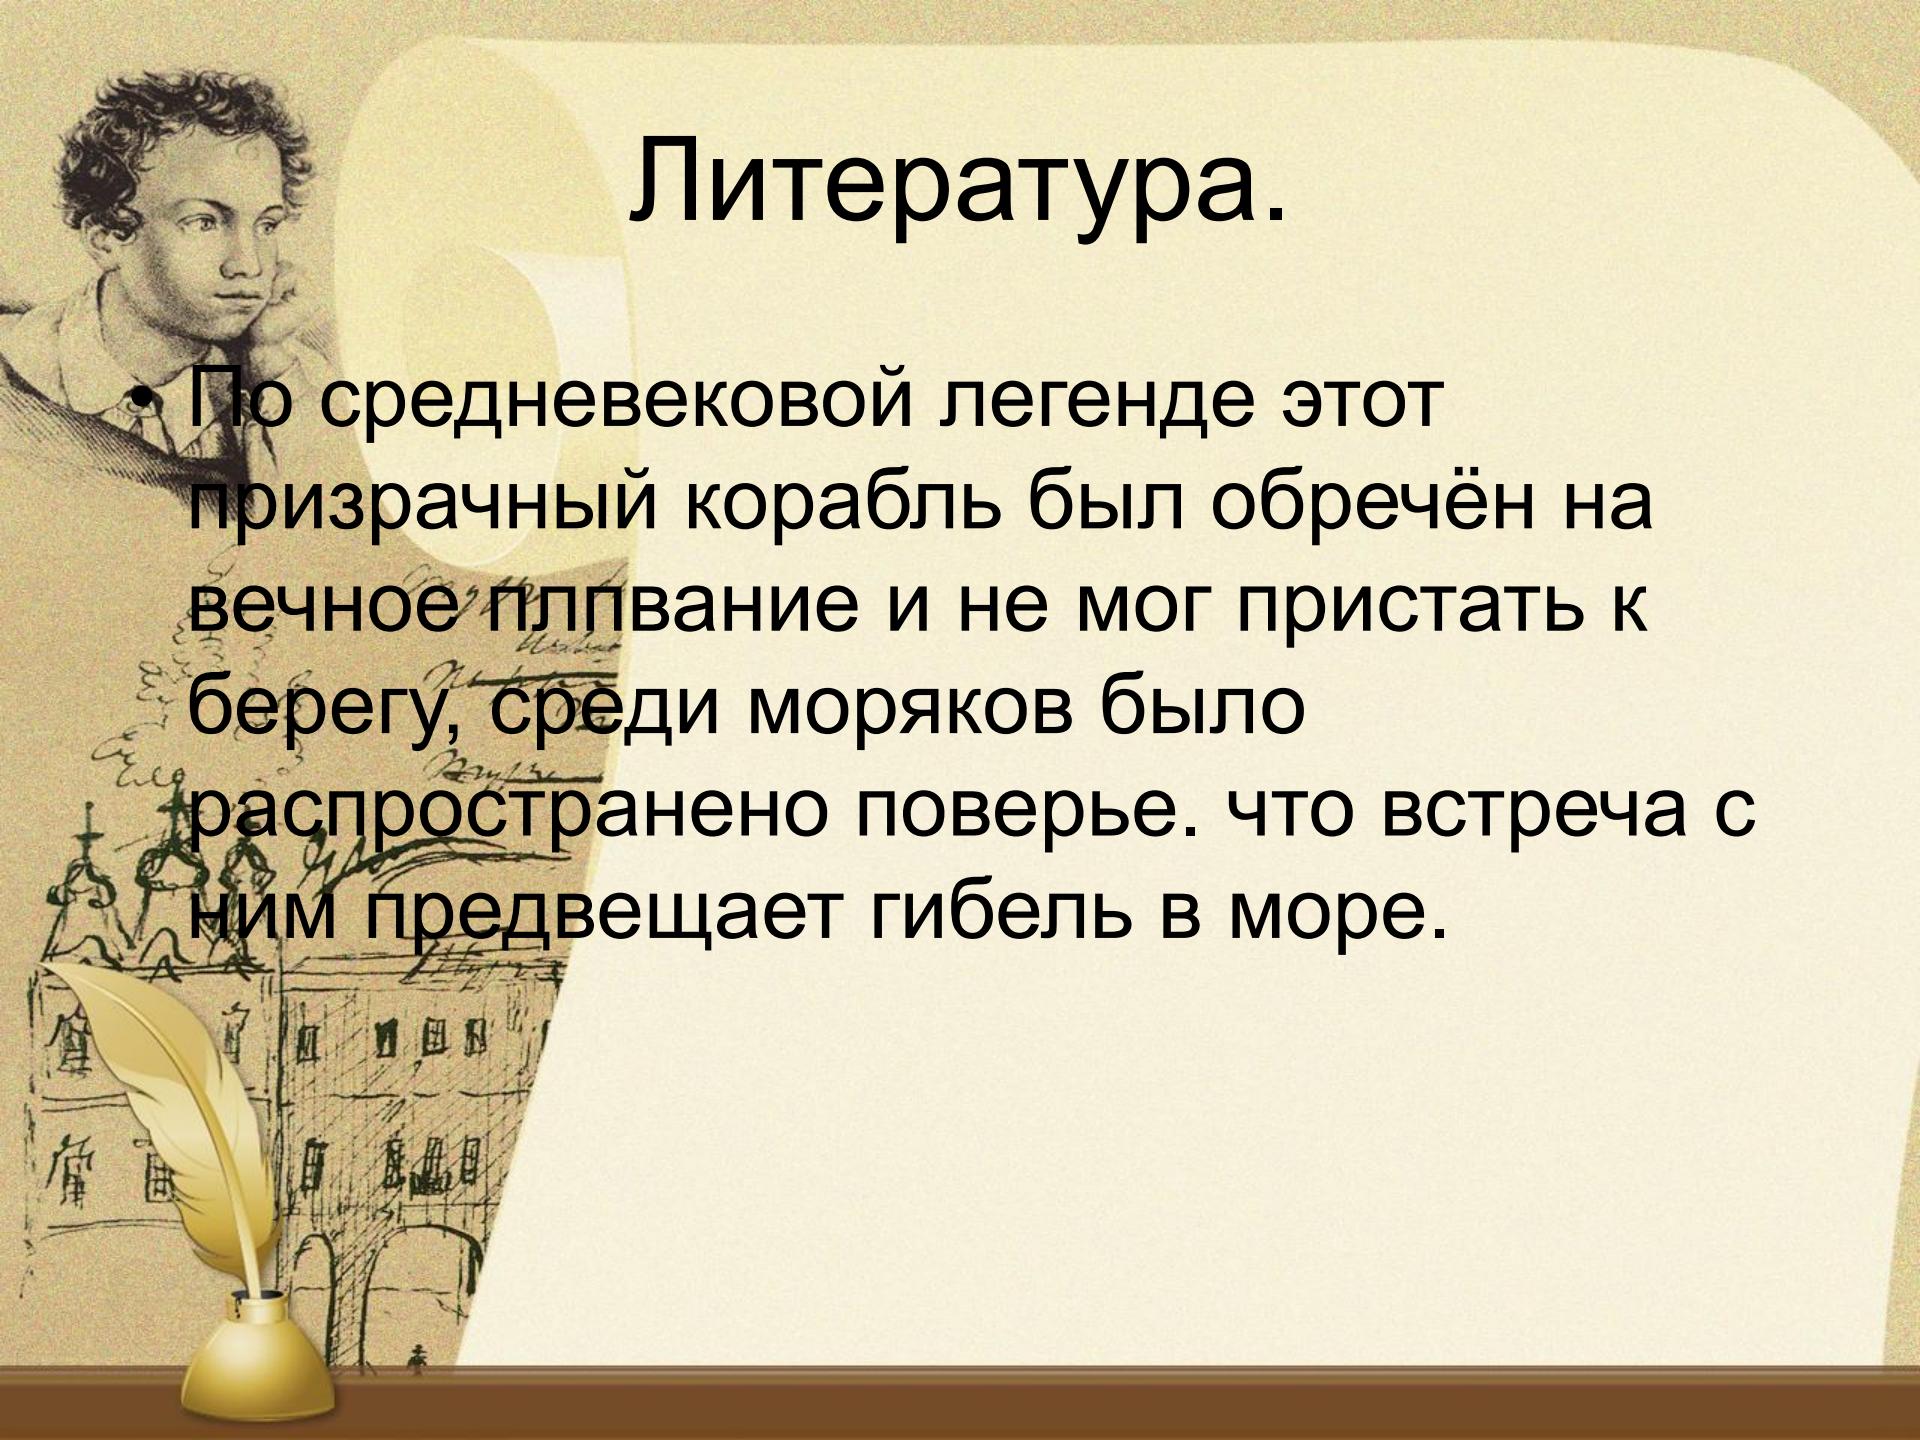 Литература.
• По средневековой легенде этот
призрачный корабль был обречён на
вечное плпвание и не мог пристать к
берегу, среди моряков было
распространено поверье. что встреча с
ним предвещает гибель в море.